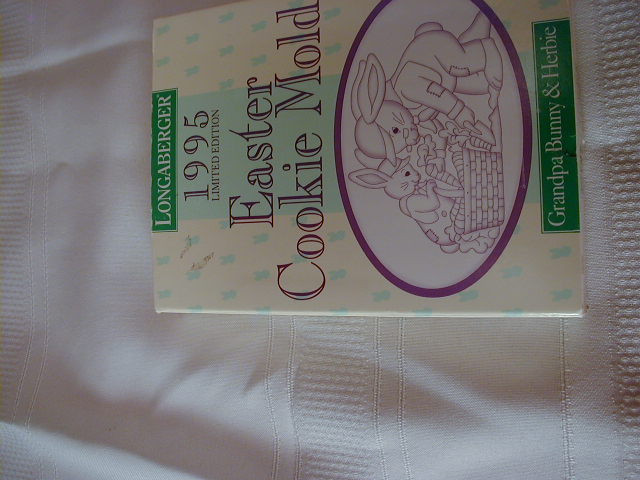 LONGABERGER®
1995
LIMITED EDITION
Easter
Cookie Mold
Grandpa Bunny & Herbie